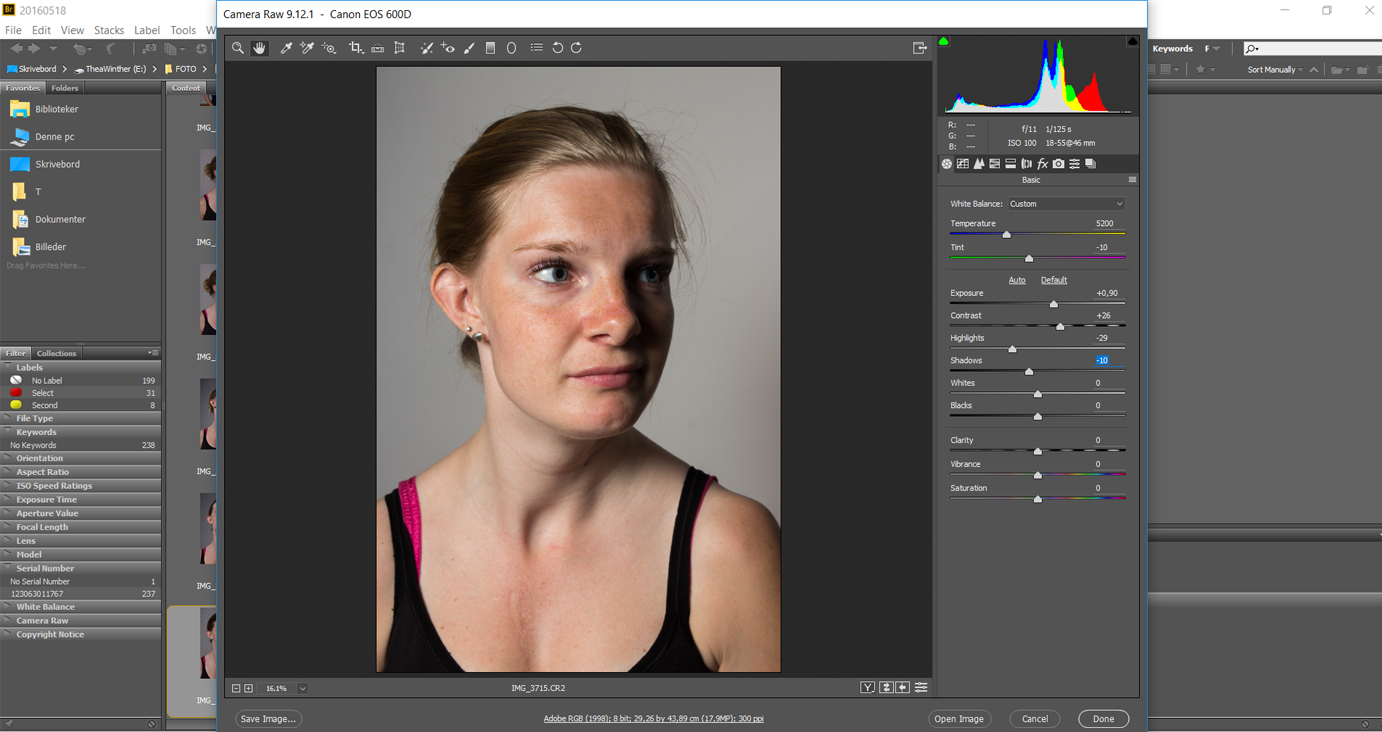 Br 20160518
File Edit View Stacks Label Tools W
Skrivebord > TheaWinther (E:) > FOTO >
Favorites Folders
Biblioteker
Denne pc
Skrivebord
T
Dokumenter
Billeder
Drag Favorites Here...
Filter Collections
Labels
No Label 199
Select 31
Second 8
File Type
Keywords
No Keywords 238
Orientation
Aspect Ratio
ISO Speed Ratings
Exposure Time
Aperture Value
Focal Length
Lens
Model
Serial Number
No Serial Number 1
123063011767 237
White Balance
Camera Raw
Copyright Notice
Content
IMG_
IMG_
IMG_
IMG_
IMG_
IMG_
Camera Raw 9.12.1 - Canon EOS 600D
16,1%
IMG_3715.CR2
Y
Save Image...
Adobe RGB (1998); 8 bit; 29,26 by 43,89 cm (17,9MP); 300 ppi
Open Image Cancel Done
R: ---
G: ---
B: ---
f/11 1/125 s
ISO 100 18-55@46 mm
fx
Basic
White Balance: Custom
Temperature 5200
Tint -10
Auto Default
Exposure +0,90
Contrast +26
Highlights -29
Shadows -10
Whites 0
Blacks 0
Clarity 0
Vibrance 0
Saturation 0
Keywords F
Sort Manually